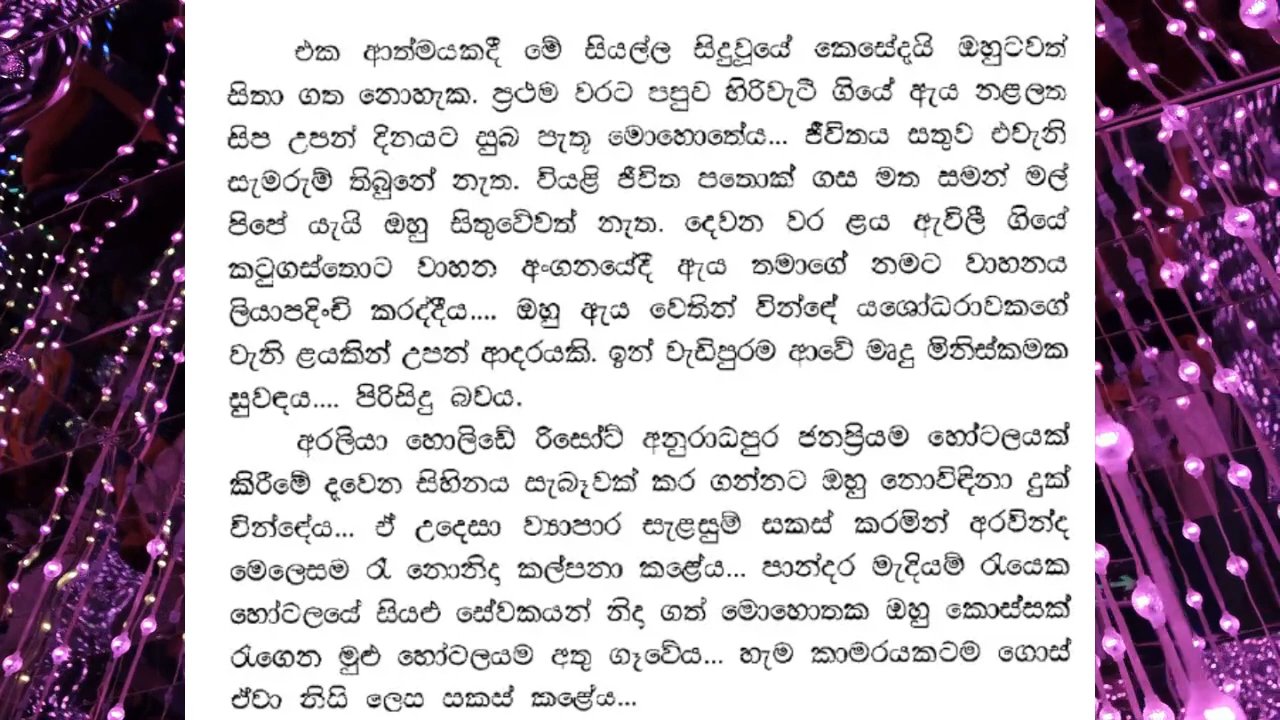 එක ආත්මයකදී මේ සියල්ල සිදුවූයේ කෙසේදැයි ඔහුටවත්
සිතා ගත නොහැක. ප්‍රථම වරට පපුව හිරිවැටී ගියේ ඇය නළලත
සිප උපන් දිනයට සුබ පැතූ මොහොතේය... ජීවිතය සතුව එවැනි
සැමරුම් තිබුනේ නැත. වියළි ජීවිත පතොක් ගස මත සමන් මල්
පිපේ යැයි ඔහු සිතුවේවත් නැත. දෙවන වර ළය ඇවිලී ගියේ
කටුගස්තොට වාහන අංගනයේදී ඇය තමාගේ නමට වාහනය
ලියාපදිංචි කරද්දීය.... ඔහු ඇය වෙතින් වින්දේ යශෝධරාවකගේ
වැනි ළයකින් උපන් ආදරයකි. ඉන් වැඩිපුරම ආවේ මෘදු මිනිස්කමක
සුවඳය.... පිරිසිදු බවය.
අරලියා හොලිඩේ රිසෝට් අනුරාධපුර ජනප්‍රියම හෝටලයක්
කිරීමේ දැවෙන සිහිනය සැබෑවක් කර ගන්නට ඔහු නොවිඳිනා දුක්
වින්දේය... ඒ උදෙසා ව්‍යාපාර සැළසුම් සකස් කරමින් අරවින්ද
මෙලෙසම රෑ නොනිදා කල්පනා කළේය... පාන්දර මැදියම් රැයෙක
හෝටලයේ සියළු සේවකයන් නිදා ගත් මොහොතක ඔහු කොස්සක්
රැගෙන මුළු හෝටලයම අතු ගෑවේය... හැම කාමරයකටම ගොස්
ඒවා නිසි ලෙස සකස් කළේය...